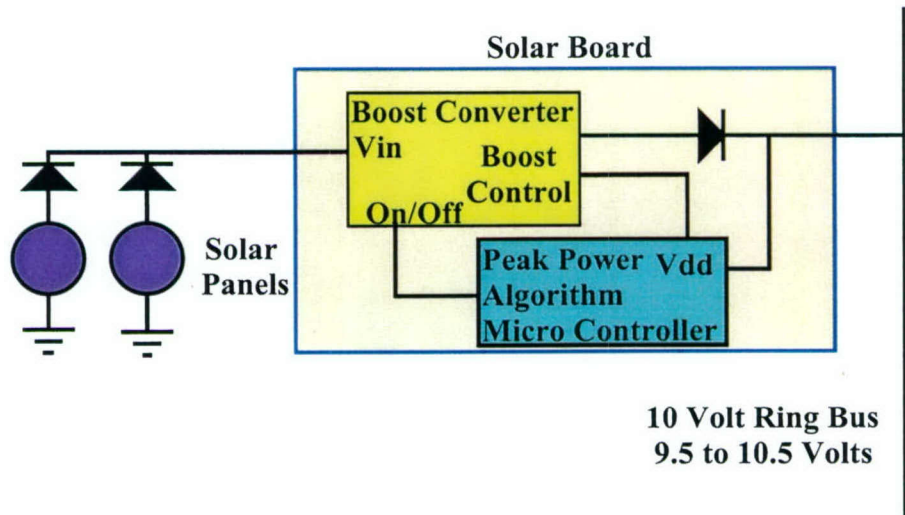 Solar Board
Boost Converter
Vin
Boost
Control
On/Off
Solar
Panels
Peak Power
Vdd
Algorithm
Micro Controller
10 Volt Ring Bus
9.5 to 10.5 Volts